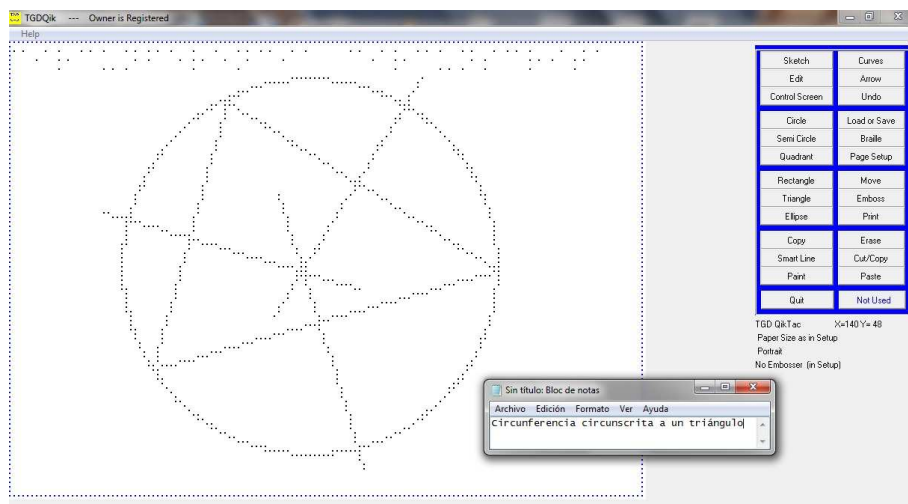 TGDQik --- Owner is Registered
Help
Sketch Curves
Edit Arrow
Control Screen Undo
Circle Load or Save
Semi Circle Braille
Quadrant Page Setup
Rectangle Move
Triangle Emboss
Ellipse Print
Copy Erase
Smart Line Cut/Copy
Paint Paste
Quit Not Used
TGD QikTac X=140 Y= 48
Paper Size as in Setup
Portrait
No Embosser (in Setup)
Sin título: Bloc de notas
Archivo Edición Formato Ver Ayuda
Circunferencia circunscrita a un triángulo